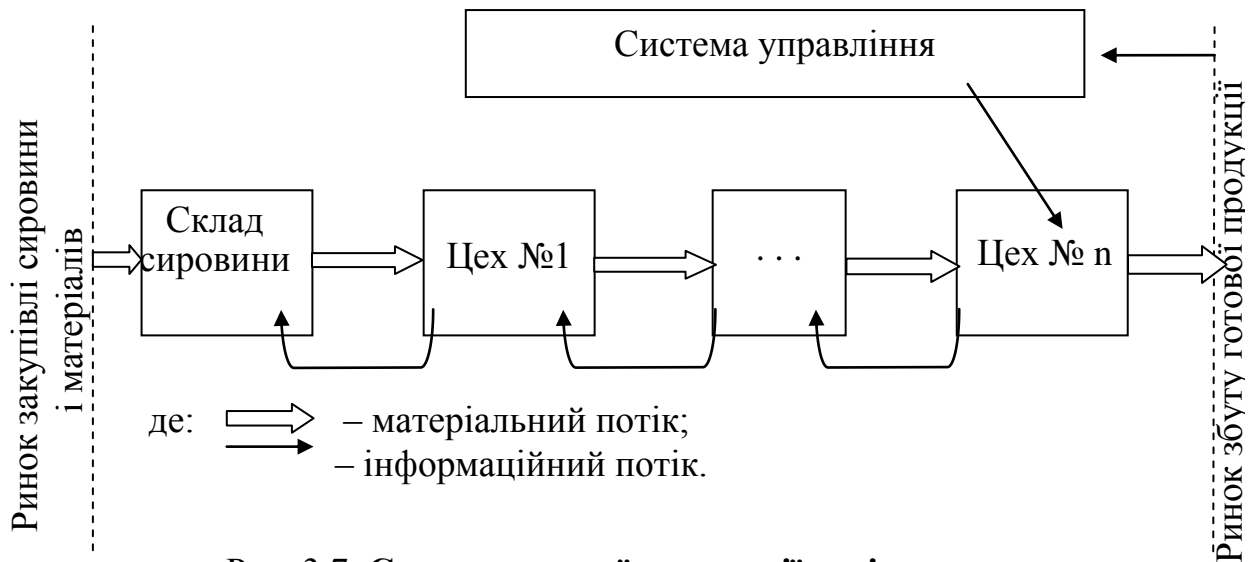 Система управління
Ринок закупівлі сировини
і матеріалів
Склад
сировини
Цех №1
. . .
Цех № n
Ринок збуту готової продукції
де:
– матеріальний потік;
– інформаційний потік.